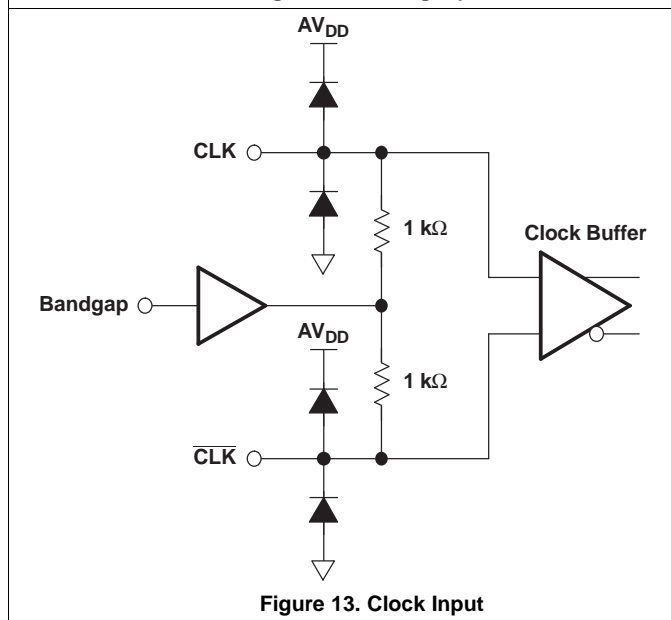 AVDD
CLK
1 kΩ
Clock Buffer
Bandgap
AVDD
1 kΩ
CLK
Figure 13. Clock Input